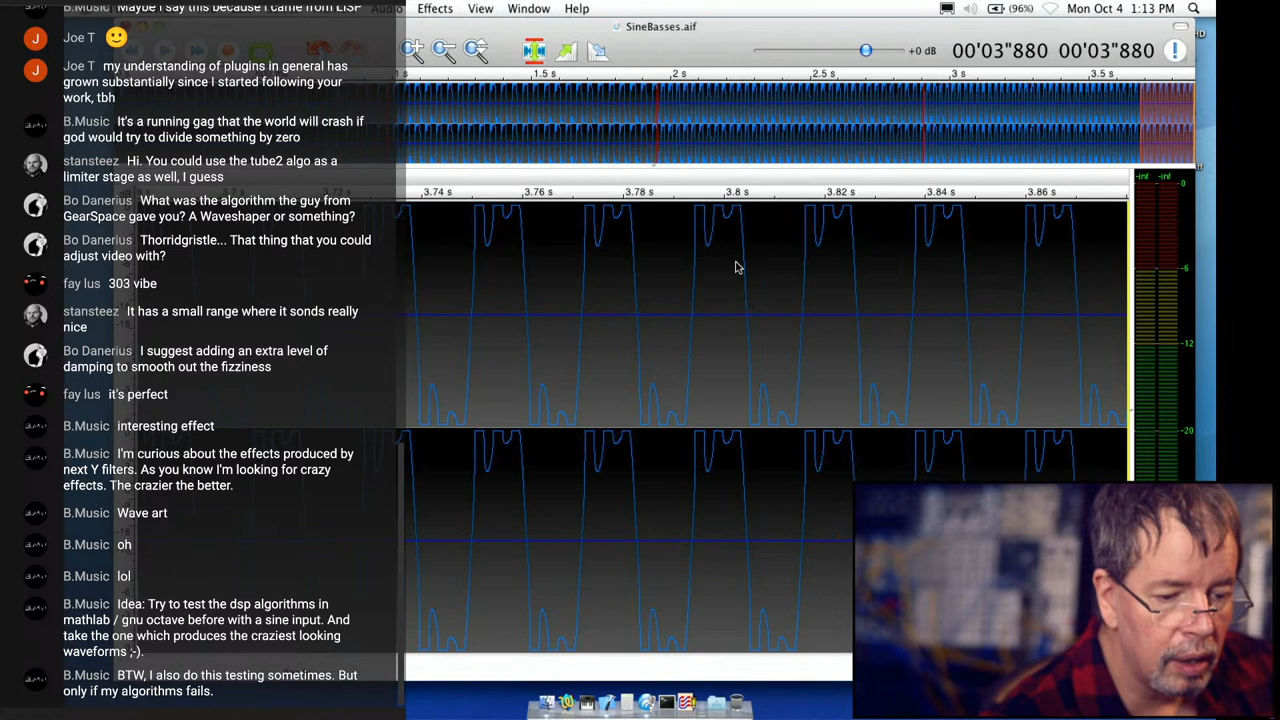 B.Music Maybe I say this because I came from LISP
Joe T
Joe T my understanding of plugins in general has
grown substantially since I started following your
work, tbh
B.Music It's a running gag that the world will crash if
god would try to divide something by zero
stansteez Hi. You could use the tube2 algo as a
limiter stage as well, I guess
Bo Danerius What was the algorithm the guy from
GearSpace gave you? A Waveshaper or something?
Bo Danerius Thorridgristle... That thing that you could
adjust video with?
fay lus 303 vibe
stansteez It has a small range where it sonds really
nice
Bo Danerius I suggest adding an extra level of
damping to smooth out the fizziness
fay lus it's perfect
B.Music interesting effect
B.Music I'm curious about the effects produced by
next Y filters. As you know I'm looking for crazy
effects. The crazier the better.
B.Music Wave art
B.Music oh
B.Music lol
B.Music Idea: Try to test the dsp algorithms in
mathlab / gnu octave before with a sine input. And
take the one which produces the craziest looking
waveforms ;-).
B.Music BTW, I also do this testing sometimes. But
only if my algorithms fails.
Audio Effects View Window Help
(96%) Mon Oct 4 1:13 PM
SineBasses.aif
+0 dB 00'03"880 00'03"880
1 s 1.5 s 2 s 2.5 s 3 s 3.5 s
3.7 s 3.72 s 3.74 s 3.76 s 3.78 s 3.8 s 3.82 s 3.84 s 3.86 s
-inf -inf
0
-6
-12
-20